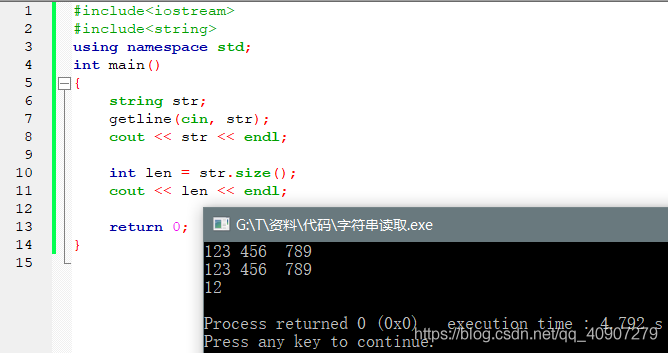 1 #include<iostream>
2 #include<string>
3 using namespace std;
4 int main()
5 {
6 string str;
7 getline(cin, str);
8 cout << str << endl;
9
10 int len = str.size();
11 cout << len << endl;
12
13 return 0;
14 }
15
G:\T\资料\代码\字符串读取.exe
123 456  789
123 456  789
12
Process returned 0 (0x0)   execution time : 4.792 s
Press any key to continue.
https://blog.csdn.net/qq_40907279